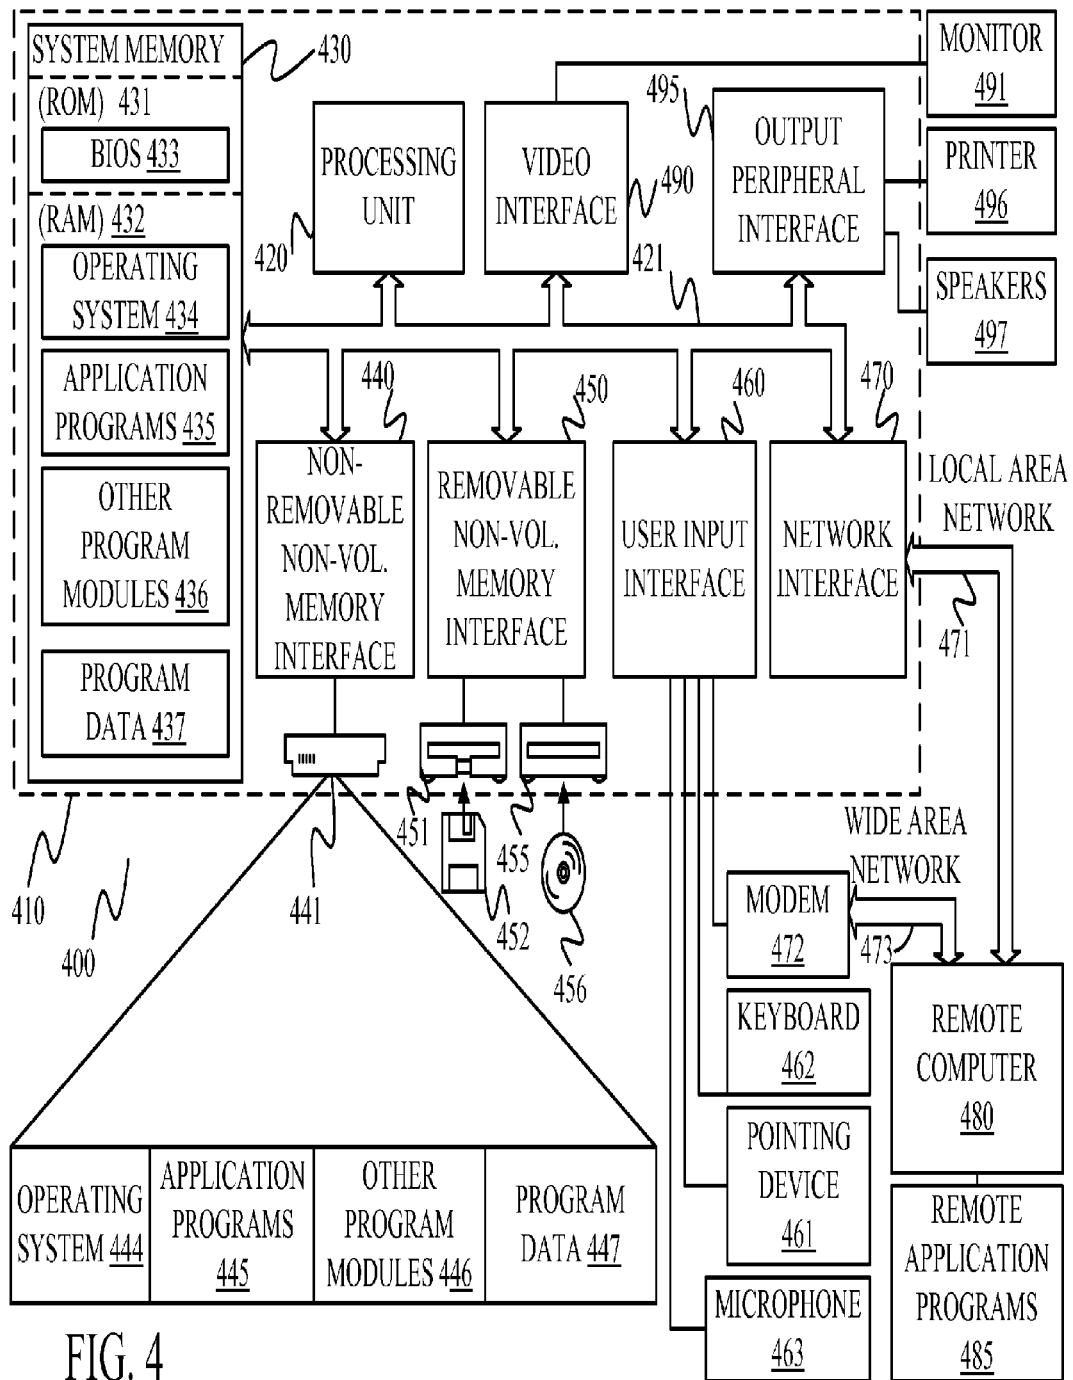 SYSTEM MEMORY
430
(ROM) 431
BIOS 433
(RAM) 432
OPERATING
SYSTEM 434
APPLICATION
PROGRAMS 435
OTHER
PROGRAM
MODULES 436
PROGRAM
DATA 437
PROCESSING
UNIT
420
VIDEO
INTERFACE
490
421
495
OUTPUT
PERIPHERAL
INTERFACE
MONITOR
491
PRINTER
496
SPEAKERS
497
440
NON-
REMOVABLE
NON-VOL.
MEMORY
INTERFACE
450
REMOVABLE
NON-VOL.
MEMORY
INTERFACE
460
USER INPUT
INTERFACE
470
NETWORK
INTERFACE
LOCAL AREA
NETWORK
471
410
400
441
451
452
455
456
WIDE AREA
NETWORK
MODEM
472
473
KEYBOARD
462
POINTING
DEVICE
461
MICROPHONE
463
REMOTE
COMPUTER
480
REMOTE
APPLICATION
PROGRAMS
485
OPERATING
SYSTEM 444
APPLICATION
PROGRAMS
445
OTHER
PROGRAM
MODULES 446
PROGRAM
DATA 447
FIG. 4